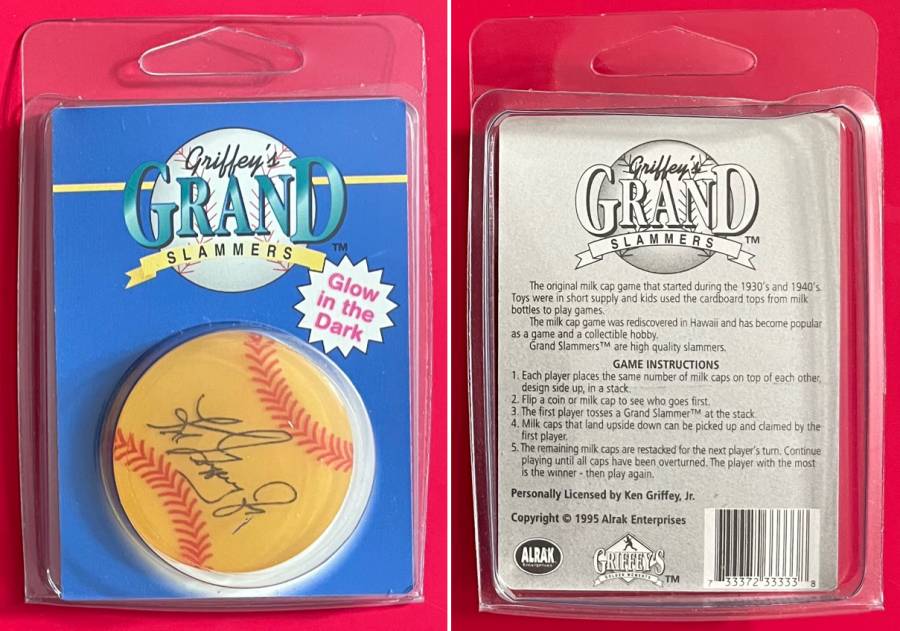 Griffey's
GRAND
SLAMMERS™
Glow
in the
Dark
Ken Griffey Jr.
Griffey's
GRAND
SLAMMERS™
The original milk cap game that started during the 1930's and 1940's.
Toys were in short supply and kids used the cardboard tops from milk
bottles to play games.
The milk cap game was rediscovered in Hawaii and has become popular
as a game and a collectible hobby.
Grand Slammers™ are high quality slammers.
GAME INSTRUCTIONS
1. Each player places the same number of milk caps on top of each other,
design side up, in a stack.
2. Flip a coin or milk cap to see who goes first.
3. The first player tosses a Grand Slammer™ at the stack.
4. Milk caps that land upside down can be picked up and claimed by the
first player.
5. The remaining milk caps are restacked for the next player's turn. Continue
playing until all caps have been overturned. The player with the most
is the winner - then play again.
Personally Licensed by Ken Griffey, Jr.
Copyright © 1995 Alrak Enterprises
ALRAK
Enterprises
GRIFFEY'S
GOLDEN MOMENTS
TM
7 33372 33333 8